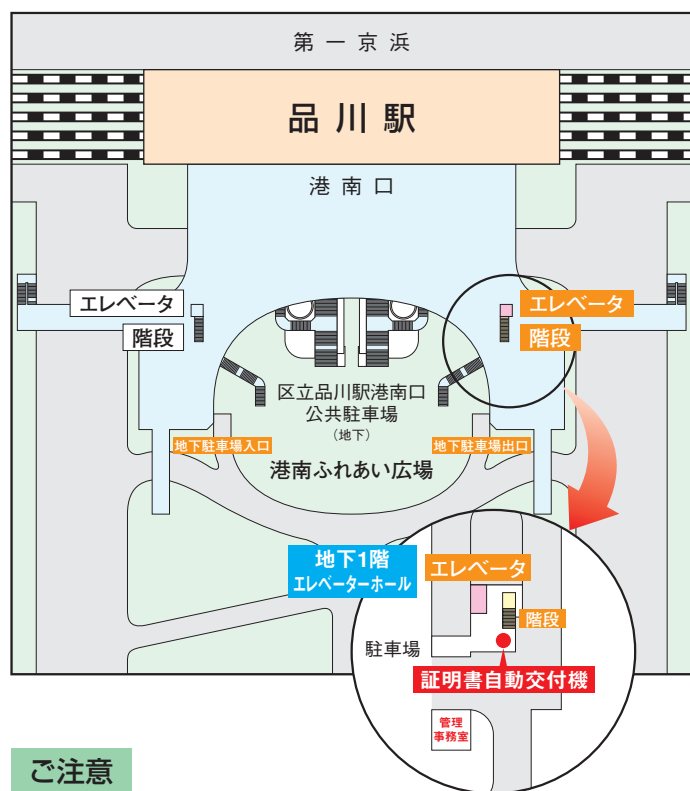 第一京浜
品川駅
港南口
エレベータ
階段
エレベータ
階段
区立品川駅港南口
公共駐車場
(地下)
地下駐車場入口
地下駐車場出口
港南ふれあい広場
地下1階
エレベーターホール
エレベータ
階段
駐車場
証明書自動交付機
管理
事務室
ご注意